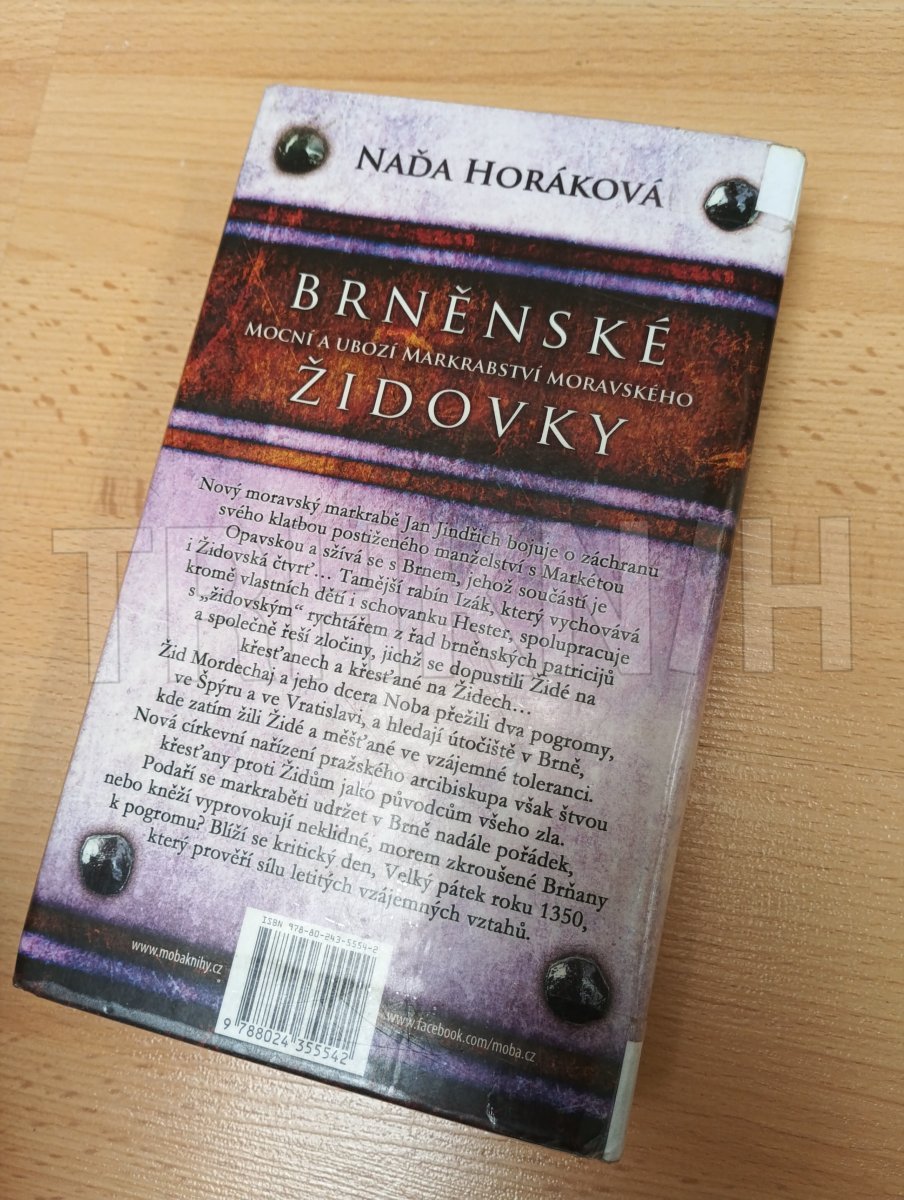 Naďa Horáková
Brněnské
Mocní a ubozí Markrabství moravského
Židovky
Nový moravský markrabě Jan Jindřich bojuje o záchranu
svého klatbou postiženého manželství s Markétou
Opavskou a sžívá se s Brnem, jehož součástí je
i Židovská čtvrť ... Tamější rabín Izák, který vychovává
kromě vlastních dětí i schovanku Hester, spolupracuje
s „židovským“ rychtářem z řad brněnských patricijů
a společně řeší zločiny, jichž se dopustili Židé na
křesťanech a křesťané na Židech...
Žid Mordechaj a jeho dcera Noba přežili dva pogromy,
ve Špýru a ve Vratislavi, a hledají útočiště v Brně,
kde zatím žili Židé a měšťané ve vzájemné toleranci.
Nová církevní nařízení pražského arcibiskupa však štvou
křesťany proti Židům jako původcům všeho zla.
Podaří se markraběti udržet v Brně nadále pořádek,
nebo kněží vyprovokují neklidné, morem zkroušené Brňany
k pogromu? Blíží se kritický den, Velký pátek roku 1350,
který prověří sílu letitých vzájemných vztahů.
ISBN 978-80-243-5554-2
www.mobaknihy.cz
9 788024 355542
www.facebook.com/moba.cz